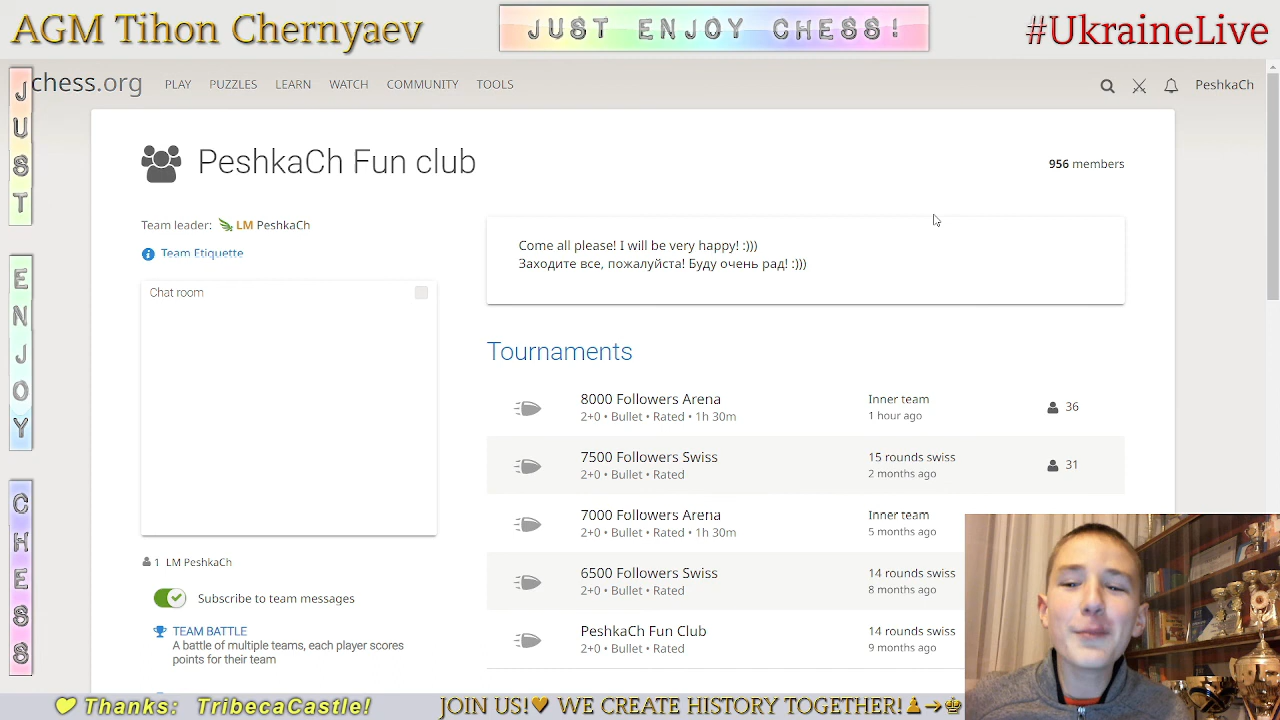 AGM Tihon Chernyaev
JUST ENJOY CHESS!
#UkraineLive
JUST
ENJOY
CHESS
chess.org
PLAY PUZZLES LEARN WATCH COMMUNITY TOOLS
PeshkaCh
PeshkaCh Fun club
956 members
Team leader: LM PeshkaCh
Team Etiquette
Come all please! I will be very happy! :)))
Заходите все, пожалуйста! Буду очень рад! :)))
Chat room
Tournaments
8000 Followers Arena
2+0 • Bullet • Rated • 1h 30m
Inner team
1 hour ago
36
7500 Followers Swiss
2+0 • Bullet • Rated
15 rounds swiss
2 months ago
31
7000 Followers Arena
2+0 • Bullet • Rated • 1h 30m
Inner team
5 months ago
6500 Followers Swiss
2+0 • Bullet • Rated
14 rounds swiss
8 months ago
PeshkaCh Fun Club
2+0 • Bullet • Rated
14 rounds swiss
9 months ago
1 LM PeshkaCh
Subscribe to team messages
TEAM BATTLE
A battle of multiple teams, each player scores
points for their team
Thanks: TribecaCastle!
JOIN US! WE CREATE HISTORY TOGETHER!